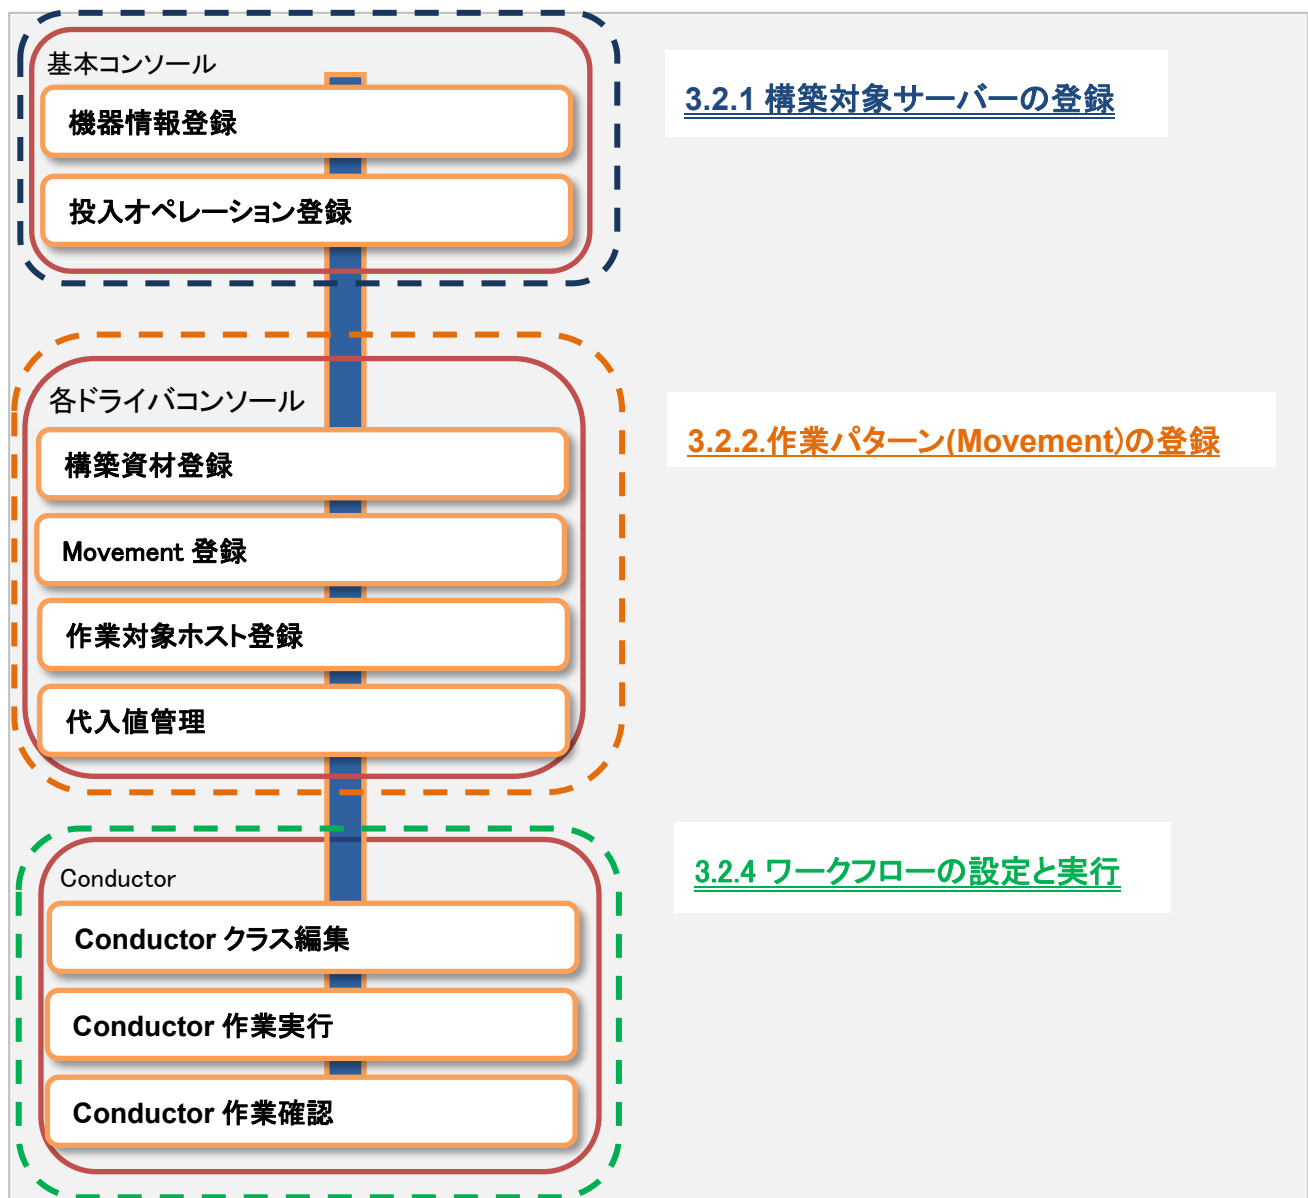 基本コンソール
機器情報登録
投入オペレーション登録
3.2.1 構築対象サーバーの登録
各ドライバコンソール
構築資材登録
Movement 登録
作業対象ホスト登録
代入値管理
3.2.2.作業パターン(Movement)の登録
Conductor
Conductor クラス編集
Conductor 作業実行
Conductor 作業確認
3.2.4 ワークフローの設定と実行